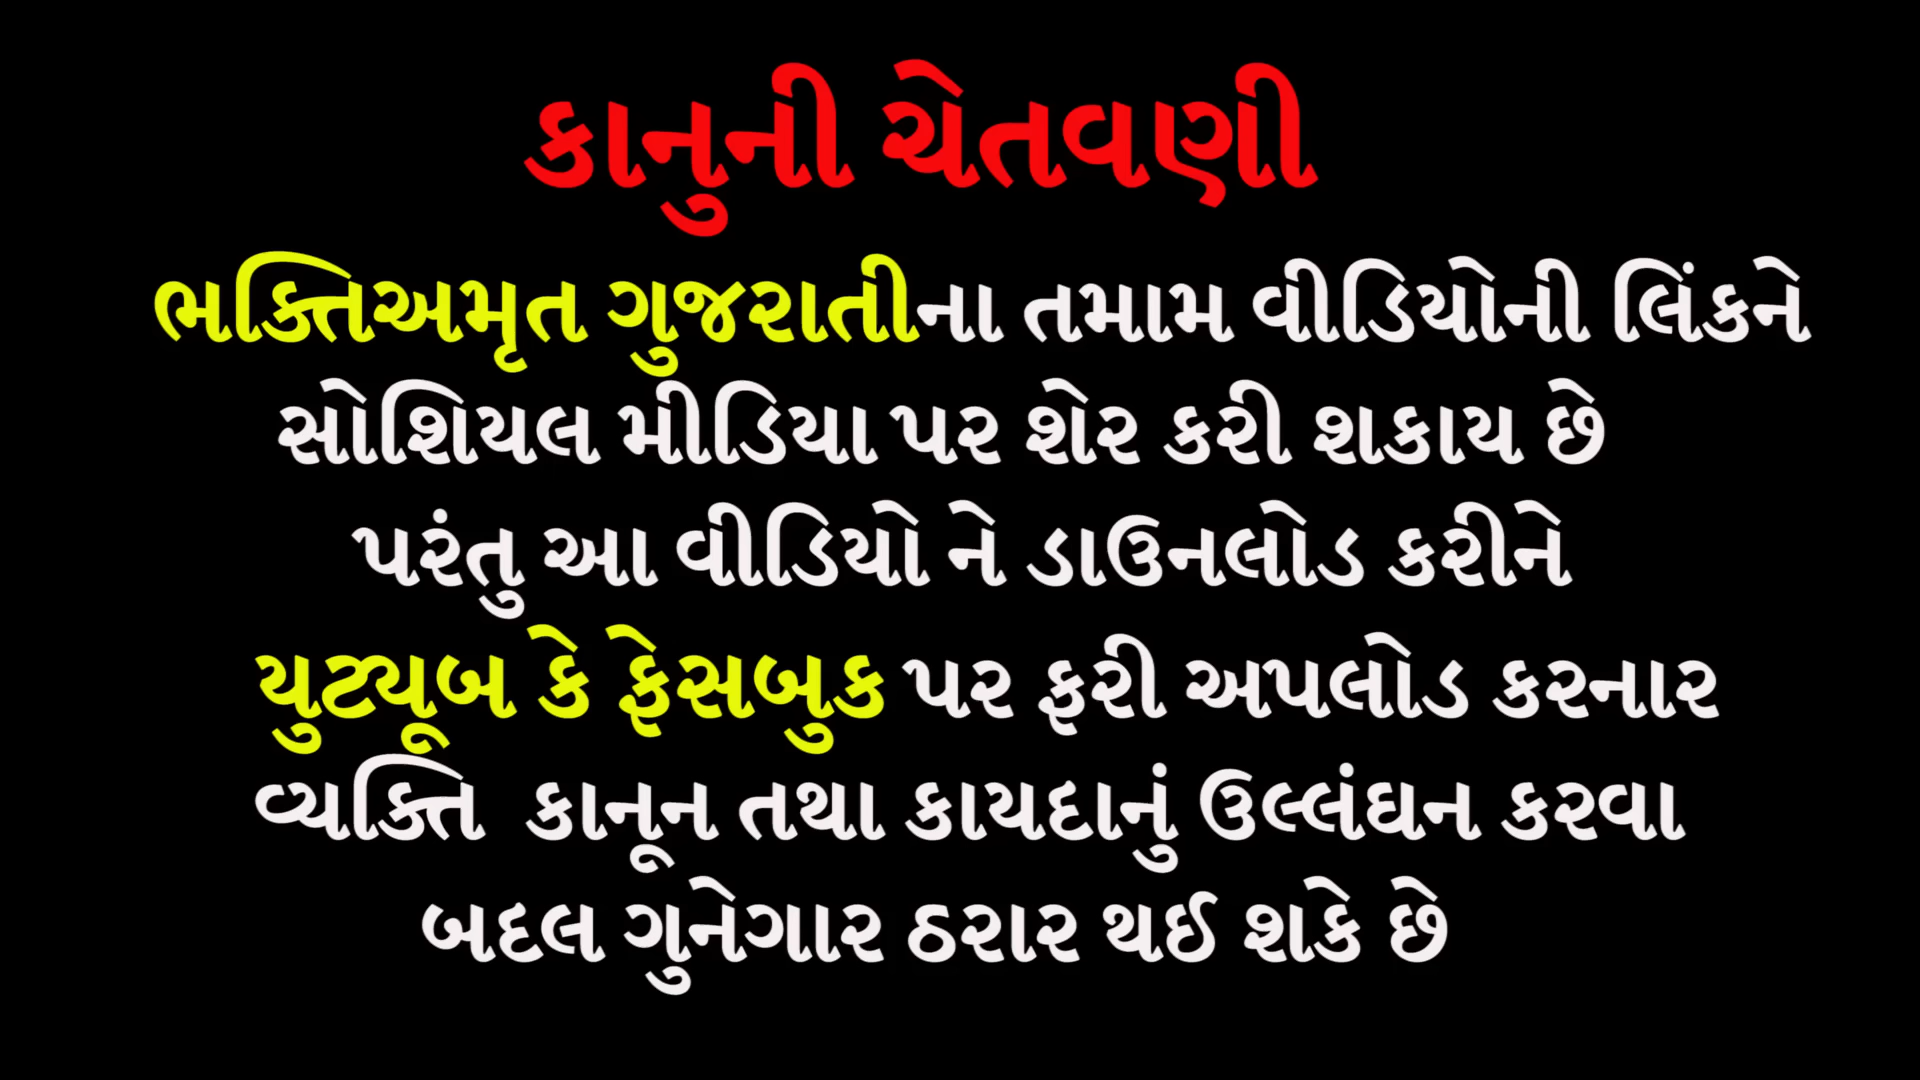 કાનુની ચેતવણી
ભક્તિઅમૃત ગુજરાતીના તમામ વીડિયોની લિંકને
સોશિયલ મીડિયા પર શેર કરી શકાય છે
પરંતુ આ વીડિયો ને ડાઉનલોડ કરીને
યુટ્યૂબ કે ફેસબુક પર ફરી અપલોડ કરનાર
વ્યક્તિ કાનૂન તથા કાયદાનું ઉલ્લંઘન કરવા
બદલ ગુનેગાર ઠરાર થઈ શકે છે